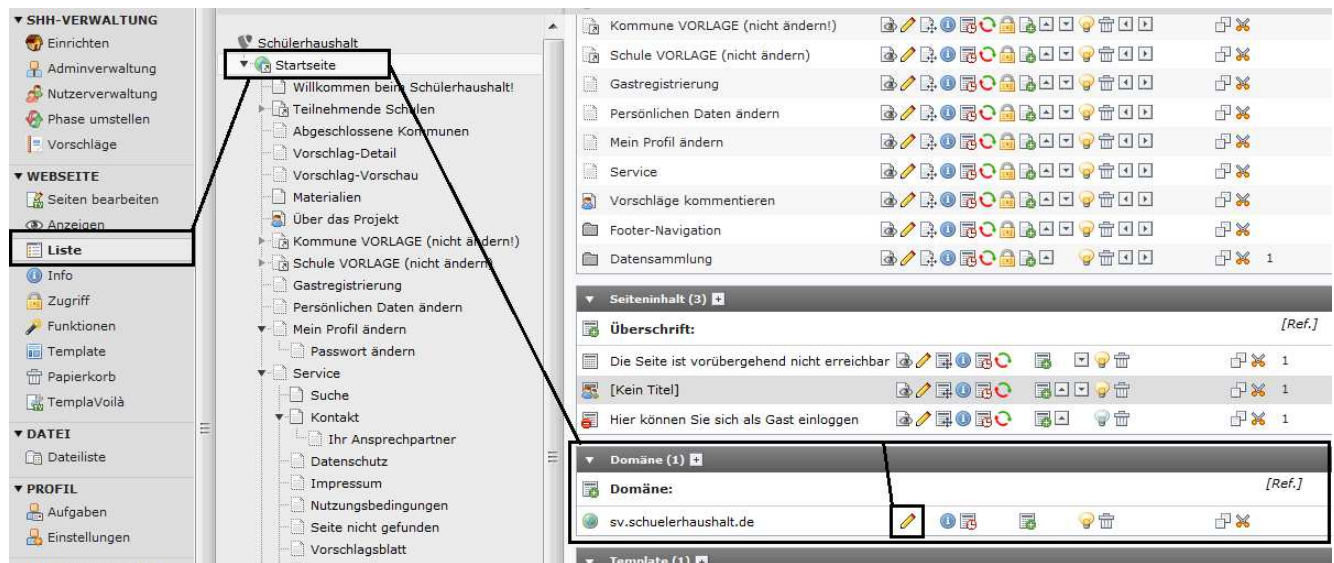 SHH-VERWALTUNG
Einrichten
Adminverwaltung
Nutzerverwaltung
Phase umstellen
Vorschläge
WEBSEITE
Seiten bearbeiten
Anzeigen
Liste
Info
Zugriff
Funktionen
Template
Papierkorb
TemplaVoilà
DATEI
Dateiliste
PROFIL
Aufgaben
Einstellungen
Schülerhaushalt
Startseite
Willkommen beim Schülerhaushalt!
Teilnehmende Schulen
Abgeschlossene Kommunen
Vorschlag-Detail
Vorschlag-Vorschau
Materialien
Über das Projekt
Kommune VORLAGE (nicht ändern!)
Schule VORLAGE (nicht ändern)
Gastregistrierung
Persönlichen Daten ändern
Mein Profil ändern
Passwort ändern
Service
Suche
Kontakt
Ihr Ansprechpartner
Datenschutz
Impressum
Nutzungsbedingungen
Seite nicht gefunden
Vorschlagsblatt
Kommune VORLAGE (nicht ändern!)
Schule VORLAGE (nicht ändern)
Gastregistrierung
Persönlichen Daten ändern
Mein Profil ändern
Service
Vorschläge kommentieren
Footer-Navigation
Datensammlung 1
Seiteninhalt (3)
Überschrift: [Ref.]
Die Seite ist vorübergehend nicht erreichbar 1
[Kein Titel] 1
Hier können Sie sich als Gast einloggen 1
Domäne (1)
Domäne: [Ref.]
sv.schuelerhaushalt.de
Template (1)